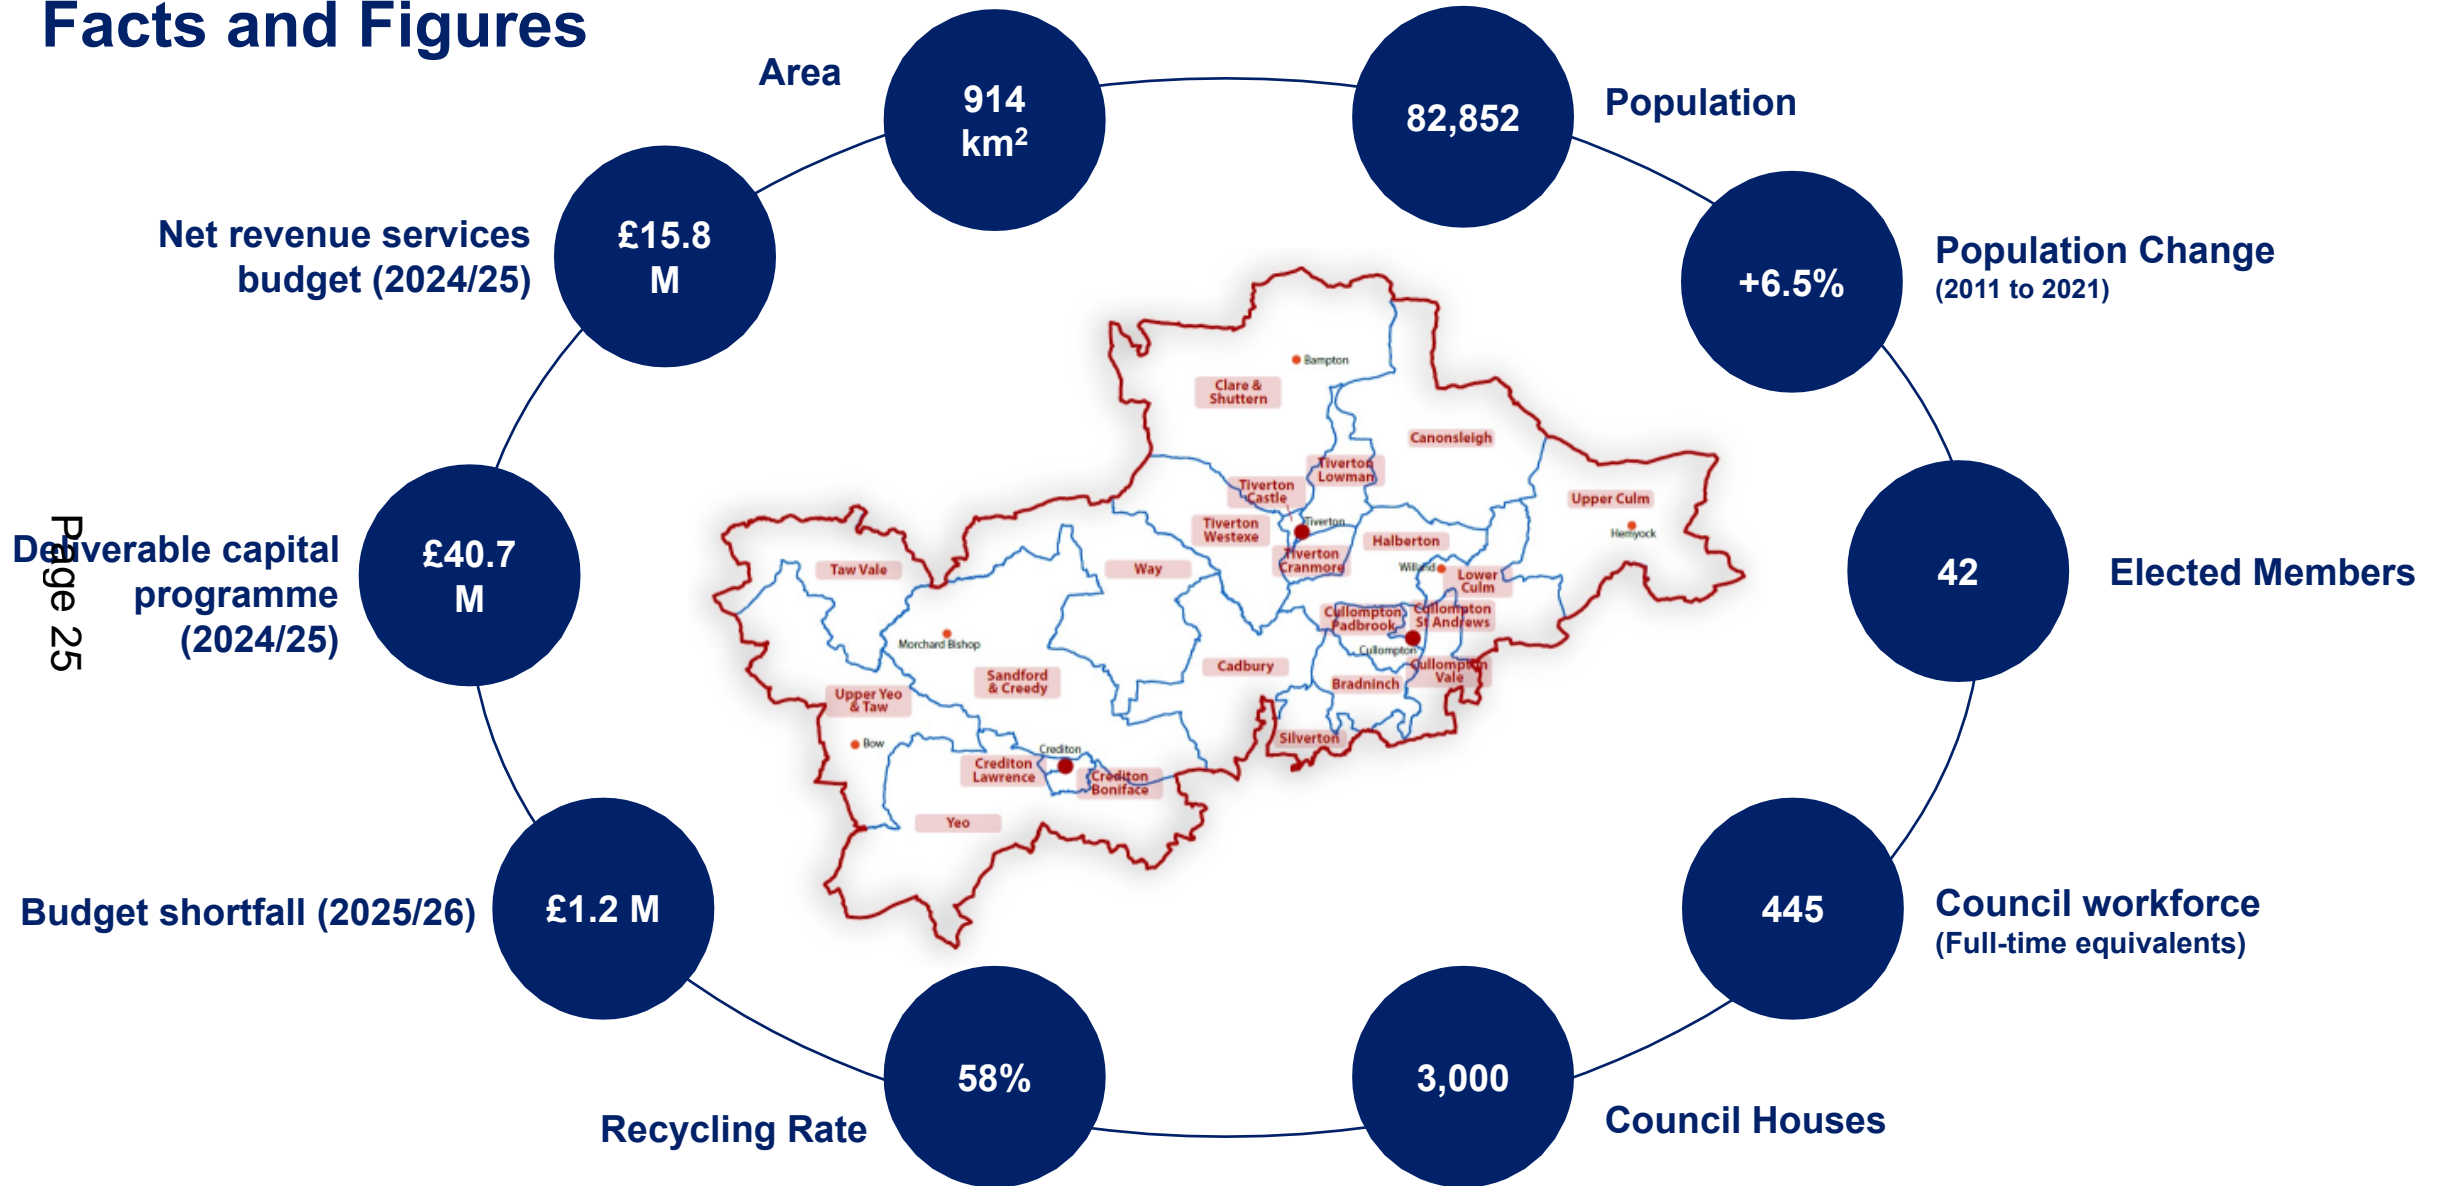 Facts and Figures
Area
914
km²
82,852
Population
Net revenue services
budget (2024/25)
£15.8
M
+6.5%
Population Change
(2011 to 2021)
Deliverable capital
programme
(2024/25)
£40.7
M
Page 25
42
Elected Members
Budget shortfall (2025/26)
£1.2 M
445
Council workforce
(Full-time equivalents)
Recycling Rate
58%
3,000
Council Houses
Bampton
Clare &
Shuttern
Canonsleigh
Tiverton
Lowman
Tiverton
Castle
Upper Culm
Hemyock
Tiverton
Westexe
Tiverton
Halberton
Tiverton
Cranmore
Willand
Lower
Culm
Taw Vale
Way
Cullompton
Padbrook
Cullompton
St Andrews
Cullompton
Morchard Bishop
Sandford
& Creedy
Cadbury
Cullompton
Vale
Bradninch
Upper Yeo
& Taw
Bow
Silverton
Crediton
Crediton
Lawrence
Crediton
Boniface
Yeo